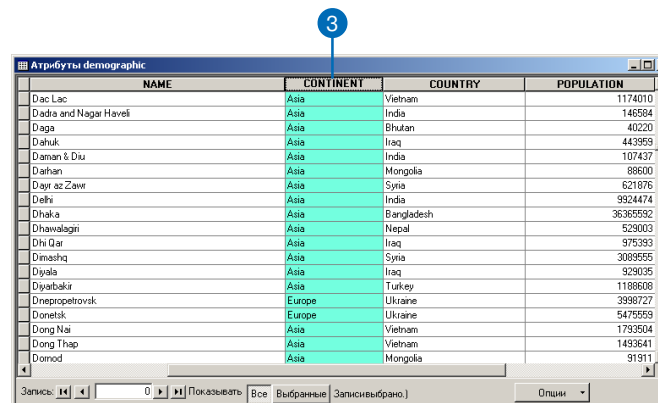 3
Атрибуты demographic
NAME CONTINENT COUNTRY POPULATION
Dac Lac Asia Vietnam 1174010
Dadra and Nagar Haveli Asia India 146584
Daga Asia Bhutan 40220
Dahuk Asia Iraq 443959
Daman & Diu Asia India 107437
Darhan Asia Mongolia 88600
Dayr az Zawr Asia Syria 621876
Delhi Asia India 9924474
Dhaka Asia Bangladesh 36365592
Dhawalagiri Asia Nepal 529003
Dhi Qar Asia Iraq 975393
Dimashq Asia Syria 3089555
Diyala Asia Iraq 929035
Diyarbakir Asia Turkey 1188608
Dnepropetrovsk Europe Ukraine 3998727
Donetsk Europe Ukraine 5475559
Dong Nai Asia Vietnam 1793504
Dong Thap Asia Vietnam 1493641
Dornod Asia Mongolia 91911
Запись: 0 Показывать Все Выбранные Записивыбрано.) Опции